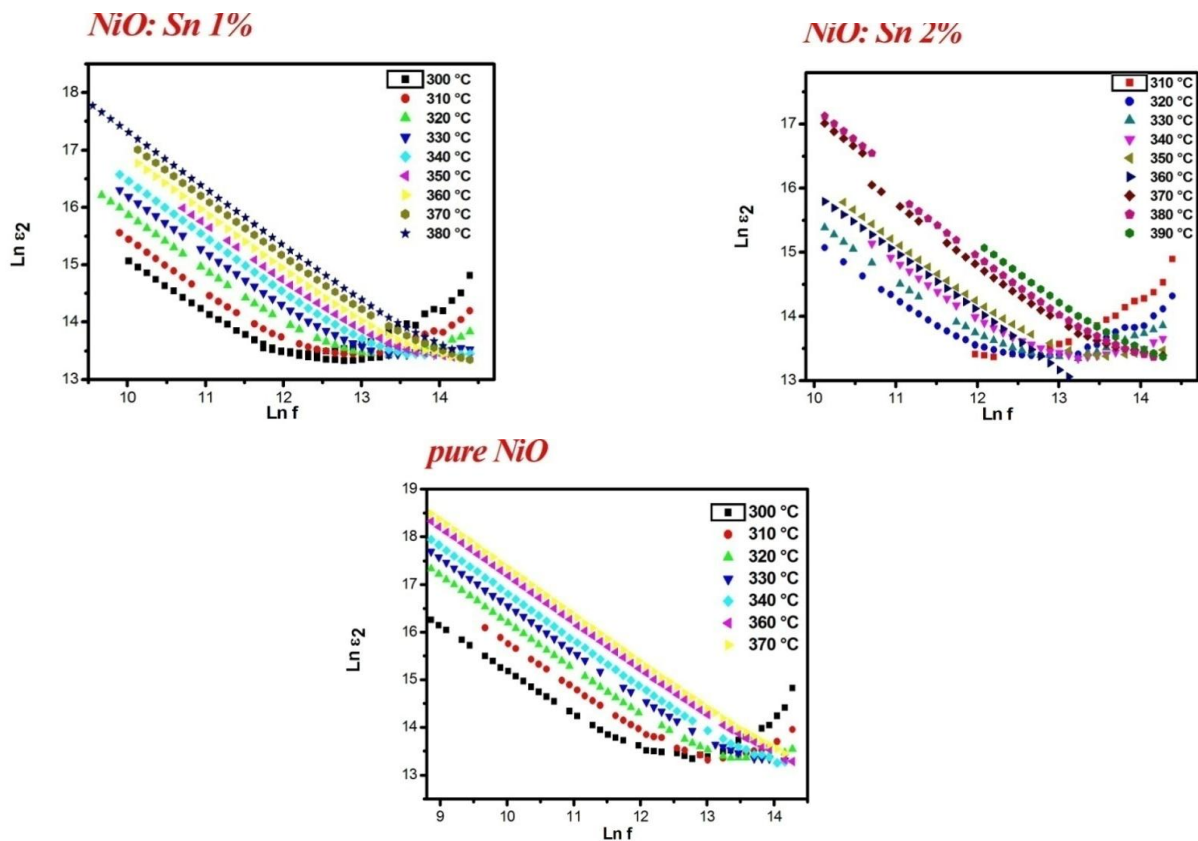 NiO: Sn 1%
18
17
16
15
14
13
Ln ε2
10 11 12 13 14
Ln f
300 °C
310 °C
320 °C
330 °C
340 °C
350 °C
360 °C
370 °C
380 °C
NiO: Sn 2%
17
16
15
14
13
Ln ε2
10 11 12 13 14
Ln f
310 °C
320 °C
330 °C
340 °C
350 °C
360 °C
370 °C
380 °C
390 °C
pure NiO
19
18
17
16
15
14
13
Ln ε2
9 10 11 12 13 14
Ln f
300 °C
310 °C
320 °C
330 °C
340 °C
360 °C
370 °C